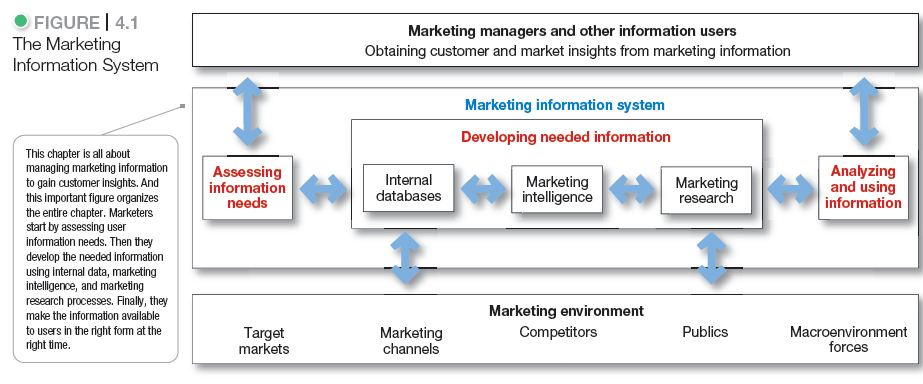 FIGURE | 4.1
The Marketing
Information System
This chapter is all about
managing marketing information
to gain customer insights. And
this important figure organizes
the entire chapter. Marketers
start by assessing user
information needs. Then they
develop the needed information
using internal data, marketing
intelligence, and marketing
research processes. Finally, they
make the information available
to users in the right form at the
right time.
Marketing managers and other information users
Obtaining customer and market insights from marketing information
Marketing information system
Developing needed information
Assessing
information
needs
Internal
databases
Marketing
intelligence
Marketing
research
Analyzing
and using
information
Marketing environment
Target
markets
Marketing
channels
Competitors
Publics
Macroenvironment
forces